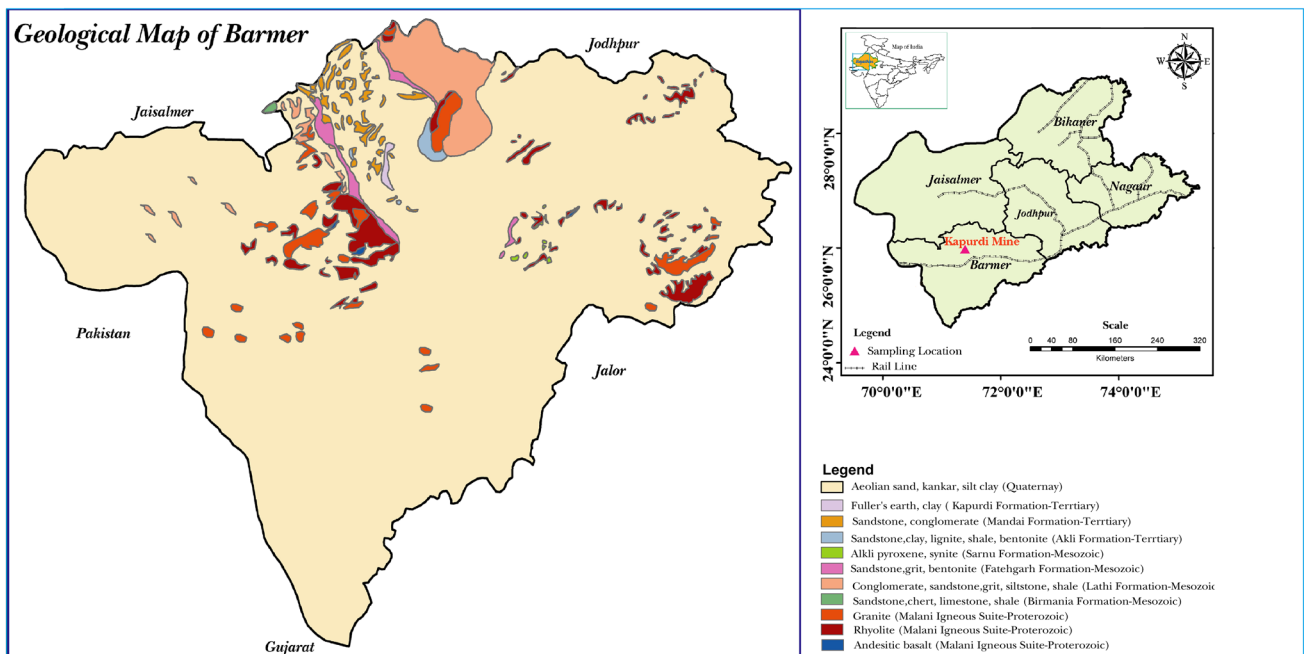 Geological Map of Barmer
Jodhpur
Jaisalmer
Pakistan
Jalor
Gujarat
Map of India
N
W E
S
Bikaner
Jaisalmer
Nagaur
Jodhpur
Kapurdi Mine
Barmer
28°0'0"N
26°0'0"N
24°0'0"N
Legend
Sampling Location
Rail Line
Scale
0 40 80 160 240 320
Kilometers
70°0'0"E 72°0'0"E 74°0'0"E
Legend
Aeolian sand, kankar, silt clay (Quaternay)
Fuller's earth, clay ( Kapurdi Formation-Terrtiary)
Sandstone, conglomerate (Mandai Formation-Terrtiary)
Sandstone,clay, lignite, shale, bentonite (Akli Formation-Terrtiary)
Alkli pyroxene, synite (Sarnu Formation-Mesozoic)
Sandstone,grit, bentonite (Fatehgarh Formation-Mesozoic)
Conglomerate, sandstone,grit, siltstone, shale (Lathi Formation-Mesozoic
Sandstone,chert, limestone, shale (Birmania Formation-Mesozoic)
Granite (Malani Igneous Suite-Proterozoic)
Rhyolite (Malani Igneous Suite-Proterozoic)
Andesitic basalt (Malani Igneous Suite-Proterozoic)